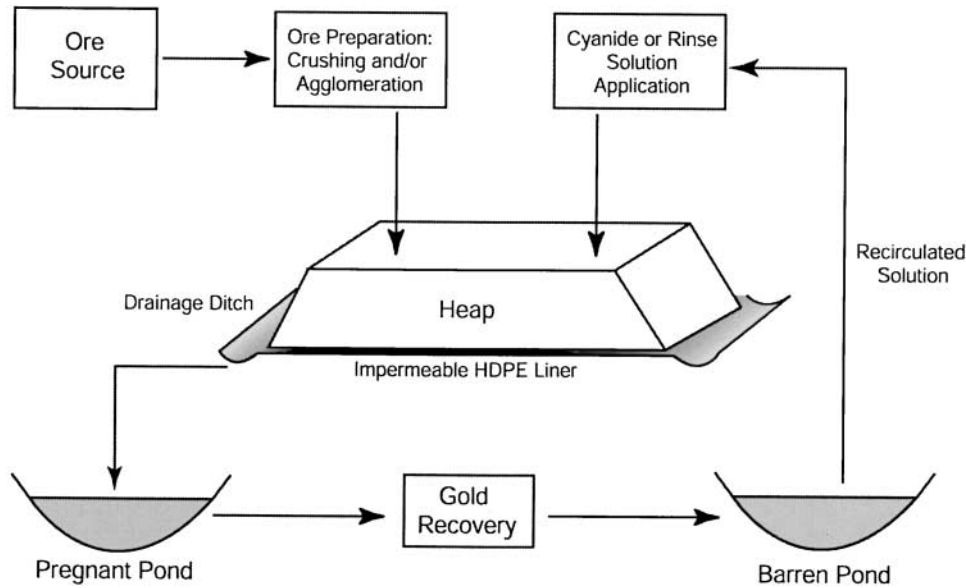 Ore
Source
Ore Preparation:
Crushing and/or
Agglomeration
Cyanide or Rinse
Solution
Application
Recirculated
Solution
Drainage Ditch
Heap
Impermeable HDPE Liner
Gold
Recovery
Pregnant Pond
Barren Pond